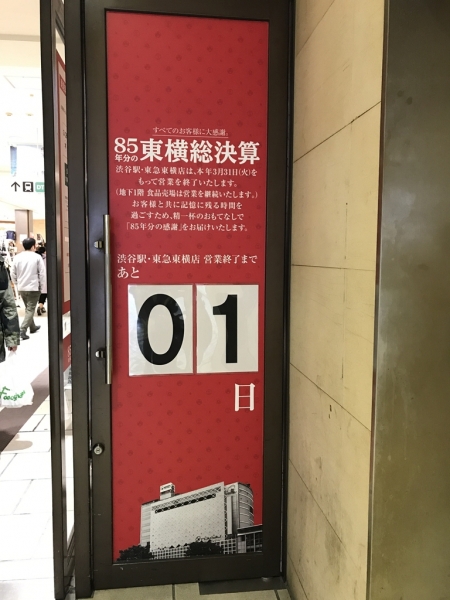 すべてのお客様に大感謝。
85年分の東横総決算
渋谷駅・東急東横店は、本年3月31日(火)を
もって営業を終了いたします。
(地下1階 食品売場は営業を継続いたします。)
お客様と共に記憶に残る時間を
過ごすため、精一杯のおもてなしで
「85年分の感謝」をお届けいたします。
渋谷駅・東急東横店 営業終了まで
あと
01
日